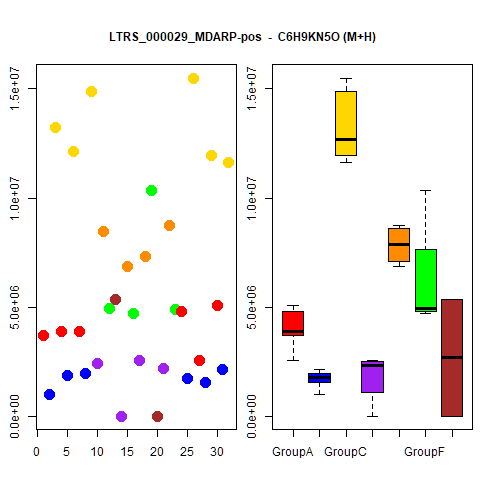 LTRS_000029_MDARP-pos - C6H9KN5O (M+H)
1.5e+07
1.0e+07
5.0e+06
0.0e+00
0 5 10 15 20 25 30
1.5e+07
1.0e+07
5.0e+06
0.0e+00
GroupA GroupC GroupF